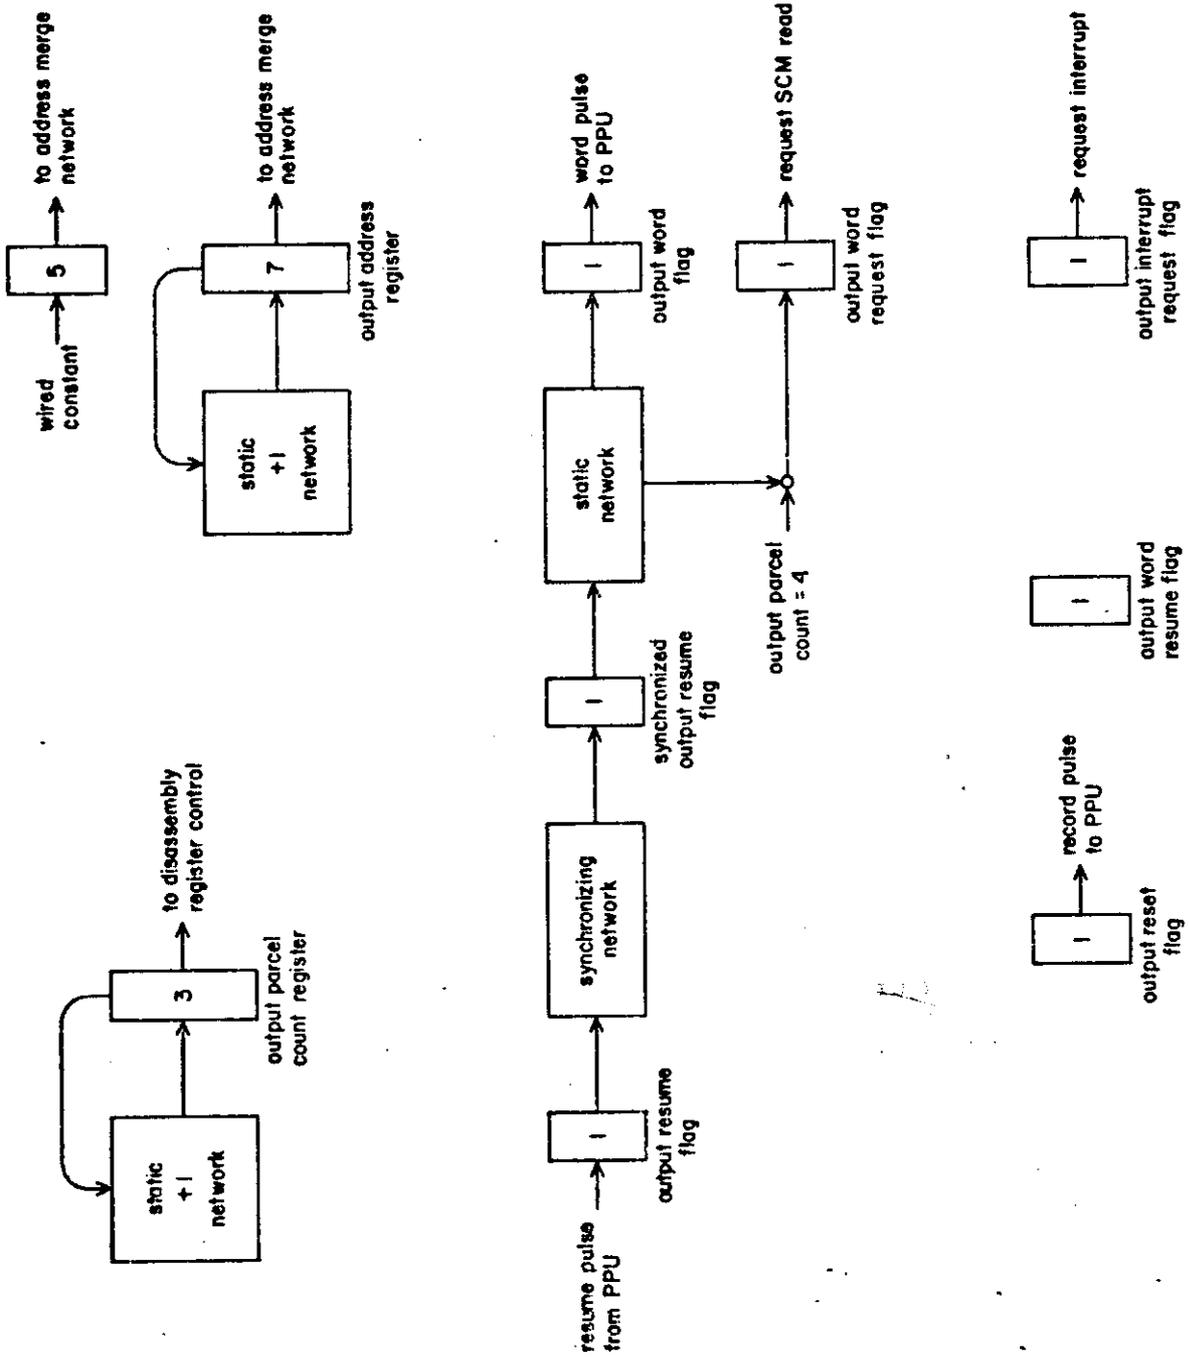 static
+1
network
3
output parcel
count register
to disassembly
register control
wired
constant
5
to address merge
network
static
+1
network
7
output address
register
to address merge
network
resume pulse
from PPU
1
output resume
flag
synchronizing
network
1
synchronized
output resume
flag
static
network
1
output word
flag
word pulse
to PPU
output parcel
count = 4
1
output word
request flag
request SCM read
1
output reset
flag
record pulse
to PPU
1
output word
resume flag
1
output interrupt
request flag
request interrupt